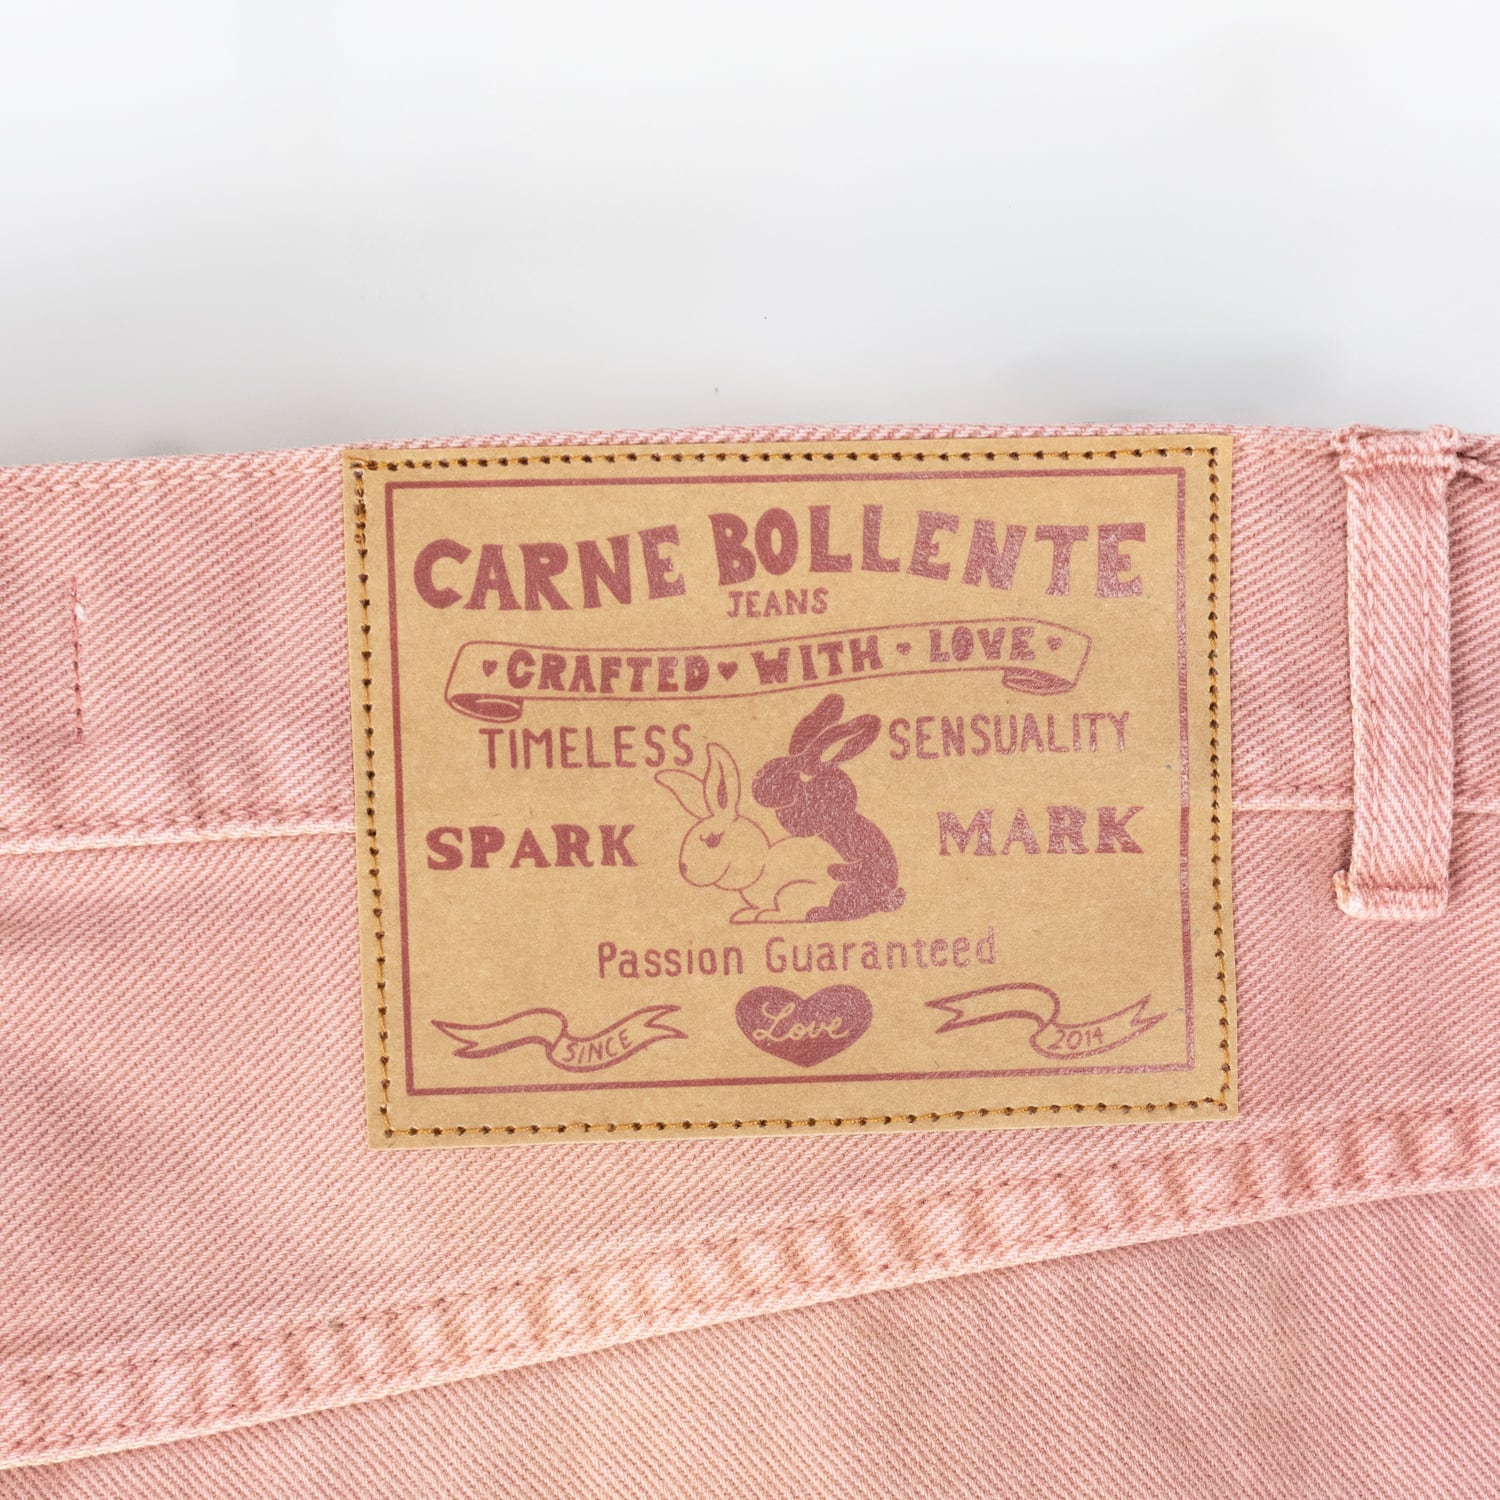 CARNE BOLLENTE
JEANS
CRAFTED WITH LOVE
TIMELESS SENSUALITY
SPARK MARK
Passion Guaranteed
SINCE Love 2014